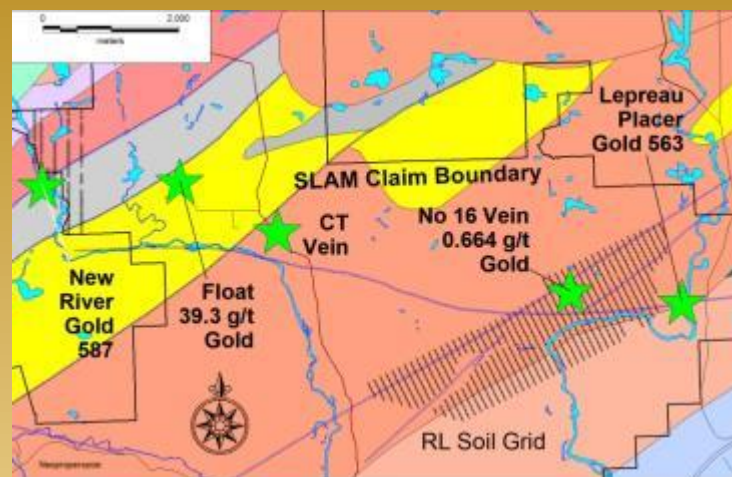 0 2,000
meters
Lepreau
Placer
Gold 563
SLAM Claim Boundary
CT
Vein
No 16 Vein
0.664 g/t
Gold
New
River
Gold
587
Float
39.3 g/t
Gold
RL Soil Grid